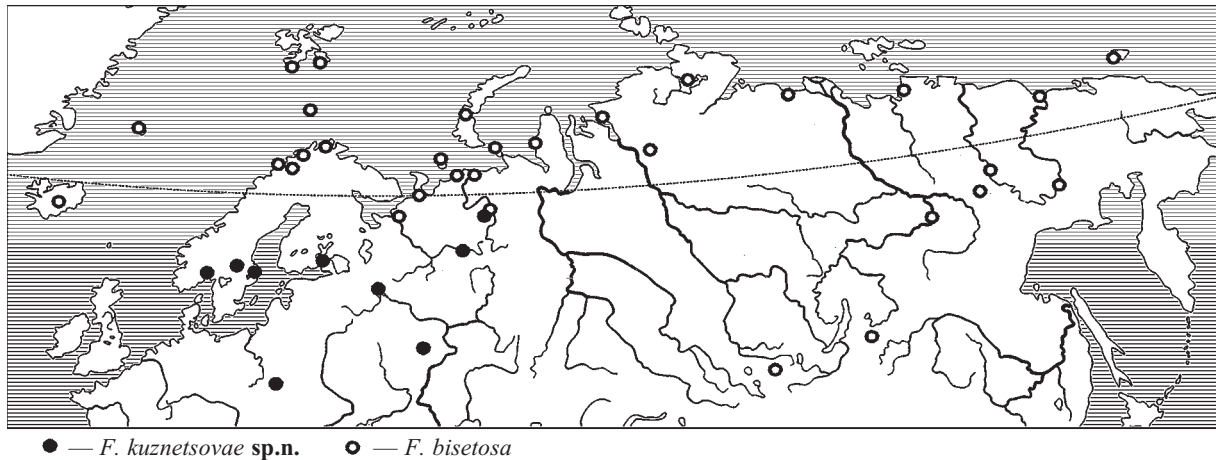 ● — F. kuznetsovae sp.n. ○ — F. bisetosa